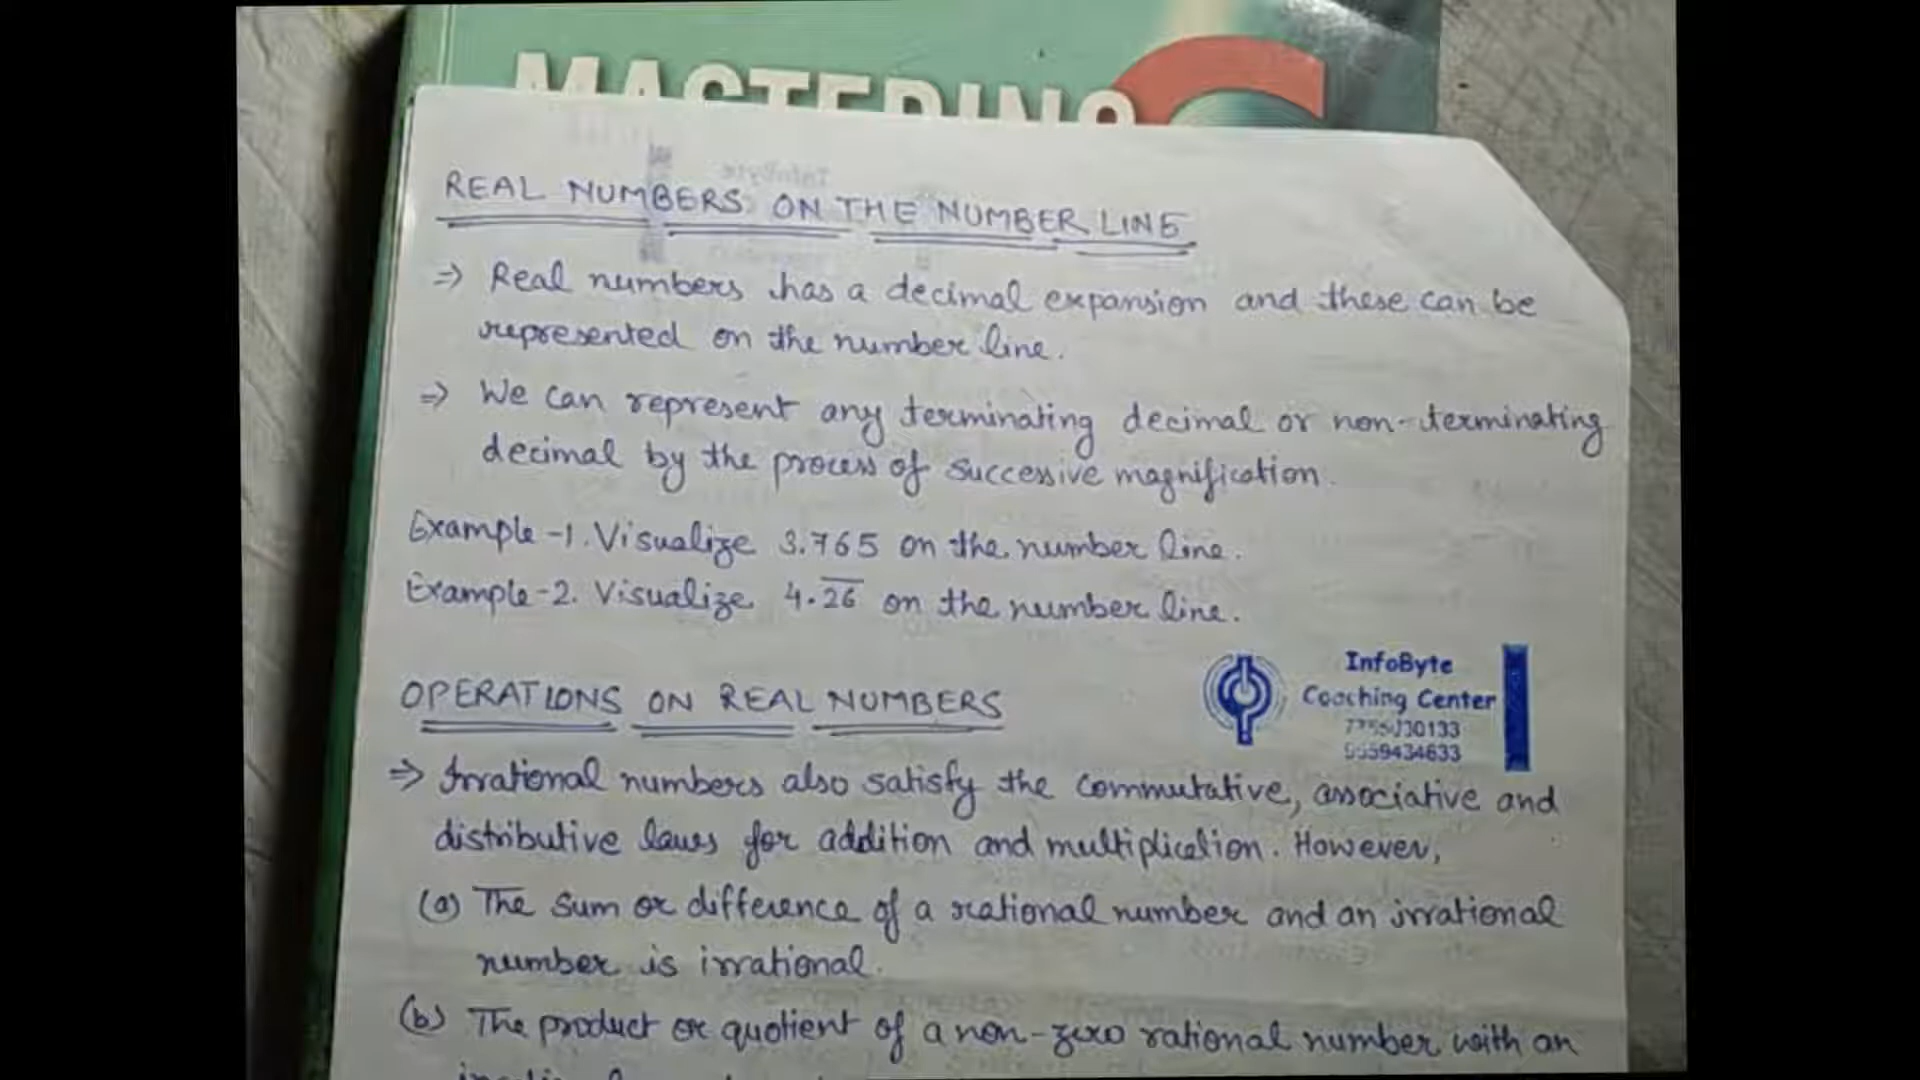 MASTERING
REAL NUMBERS ON THE NUMBER LINE
⇒ Real numbers has a decimal expansion and these can be
represented on the number line.
⇒ We can represent any terminating decimal or non-terminating
decimal by the process of successive magnification.
Example-1. Visualize 3.765 on the number line.
Example-2. Visualize 4.2̅6̅ on the number line.
InfoByte
Coaching Center
OPERATIONS ON REAL NUMBERS
⇒ Irrational numbers also satisfy the commutative, associative and
distributive laws for addition and multiplication. However,
(a) The sum or difference of a rational number and an irrational
number is irrational.
(b) The product or quotient of a non-zero rational number with an